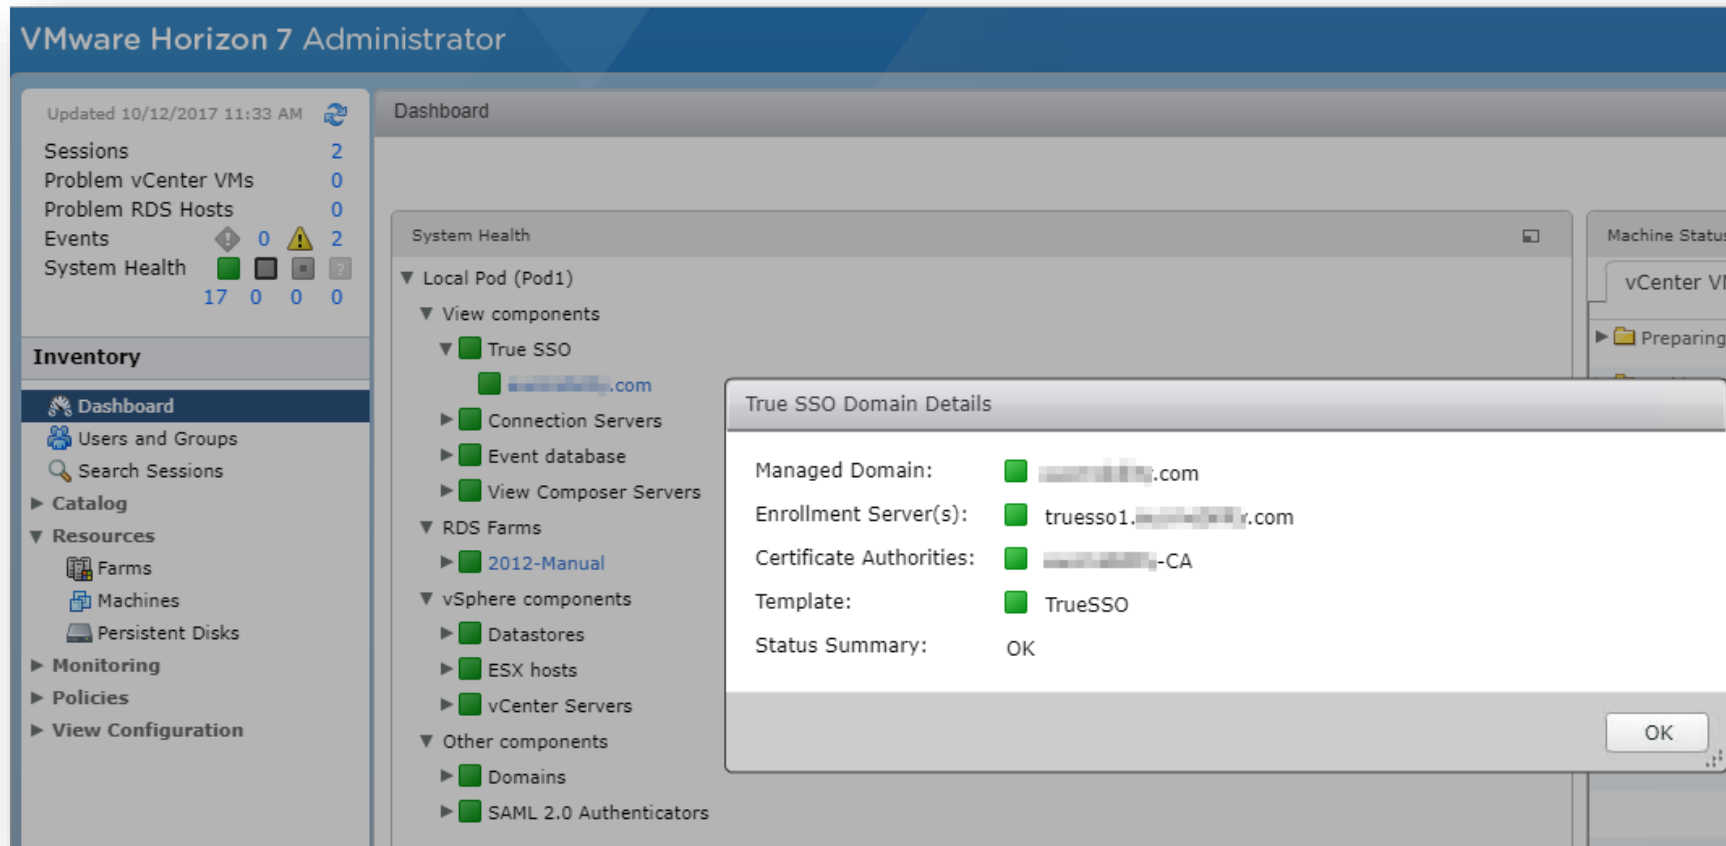 VMware Horizon 7 Administrator
Updated 10/12/2017 11:33 AM
Sessions 2
Problem vCenter VMs 0
Problem RDS Hosts 0
Events 0 2
System Health
17 0 0 0
Inventory
Dashboard
Users and Groups
Search Sessions
Catalog
Resources
Farms
Machines
Persistent Disks
Monitoring
Policies
View Configuration
Dashboard
System Health
Local Pod (Pod1)
View components
True SSO
.com
Connection Servers
Event database
View Composer Servers
RDS Farms
2012-Manual
vSphere components
Datastores
ESX hosts
vCenter Servers
Other components
Domains
SAML 2.0 Authenticators
Machine Status
vCenter
Preparing
True SSO Domain Details
Managed Domain: .com
Enrollment Server(s): truesso1. .com
Certificate Authorities: -CA
Template: TrueSSO
Status Summary: OK
OK